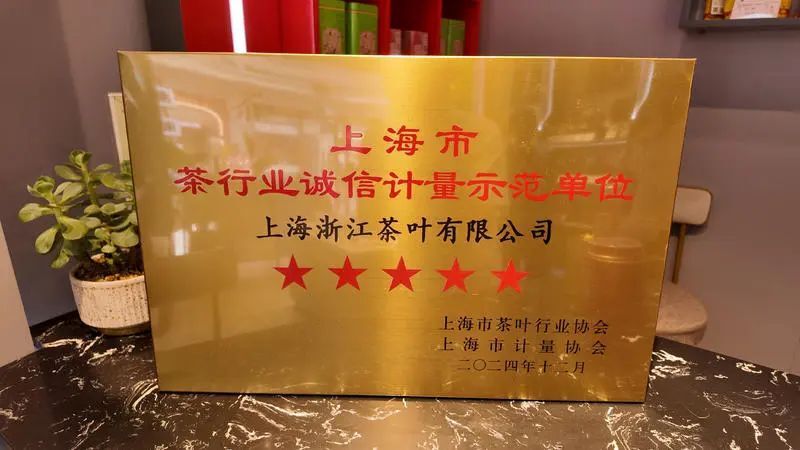 上海市
茶行业诚信计量示范单位
上海浙江茶叶有限公司
上海市茶叶行业协会
上海市计量协会
二〇二四年十二月